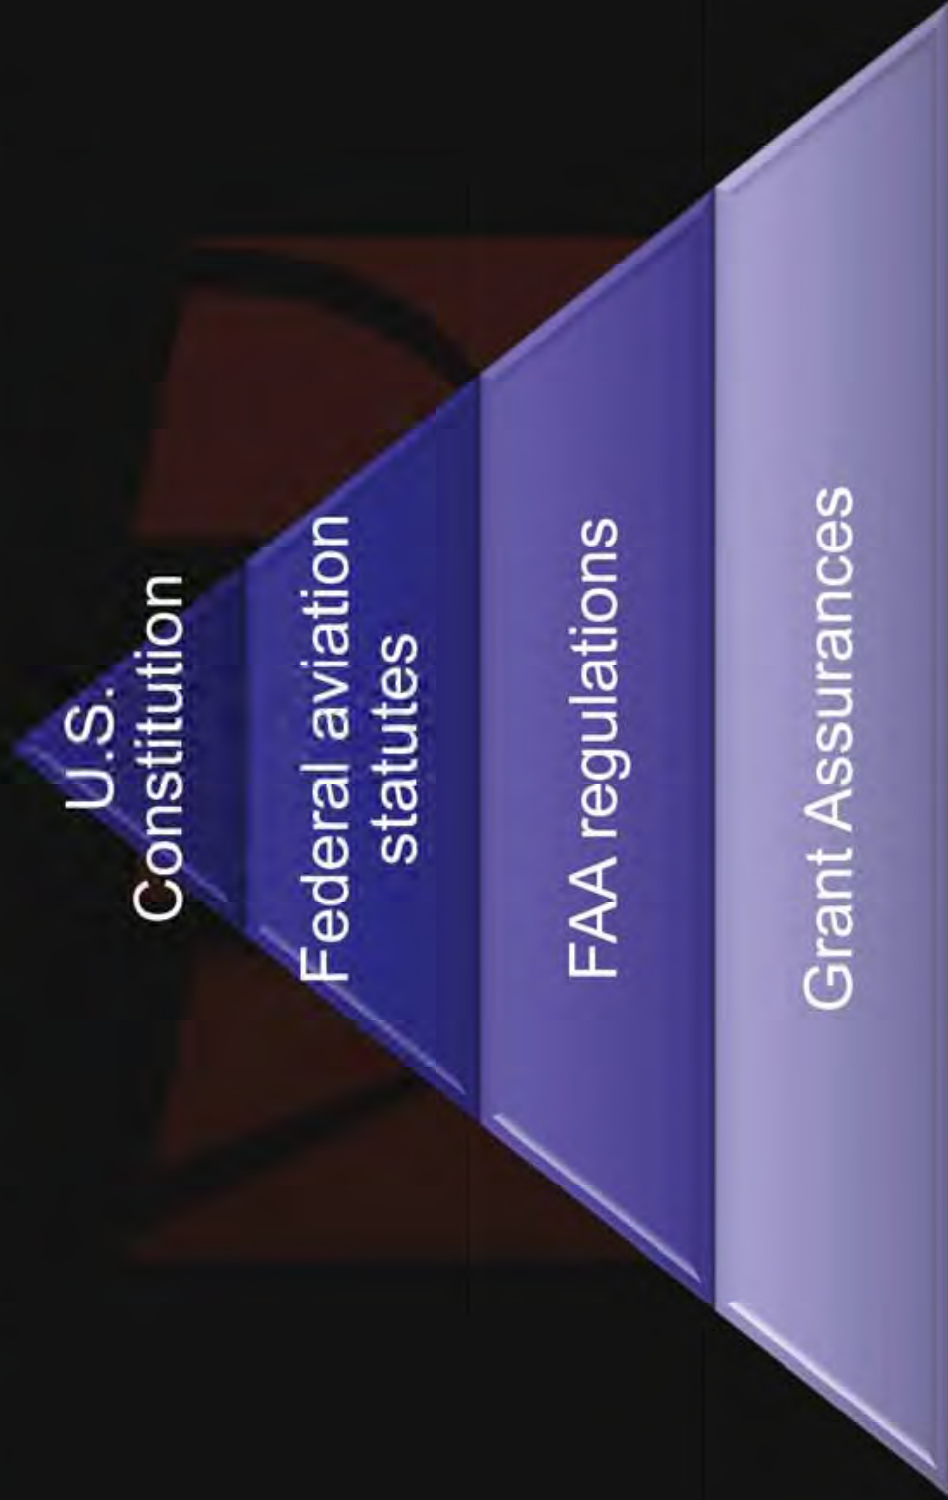 U.S.
Constitution
Federal aviation
statutes
FAA regulations
Grant Assurances